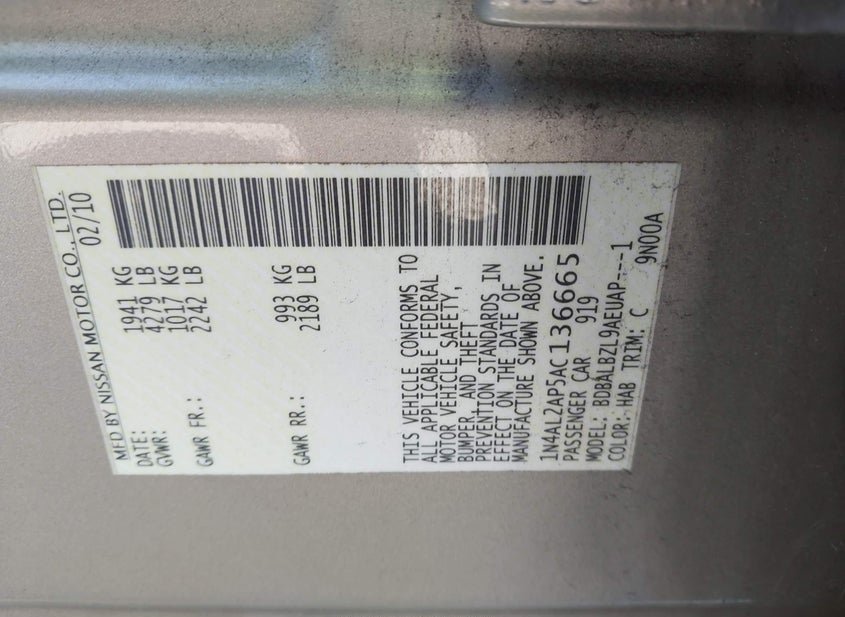 MFD BY NISSAN MOTOR CO., LTD.
DATE: 02/10
GVWR: 1941 KG
4279 LB
GAWR FR.: 1017 KG
2242 LB
GAWR RR.: 993 KG
2189 LB
THIS VEHICLE CONFORMS TO
ALL APPLICABLE FEDERAL
MOTOR VEHICLE SAFETY,
BUMPER, AND THEFT
PREVENTION STANDARDS IN
EFFECT ON THE DATE OF
MANUFACTURE SHOWN ABOVE.
1N4AL2AP5AC136665
PASSENGER CAR 919
MODEL: BDBALBZL9AEUAP---1
COLOR: HAB TRIM: C 9N00A